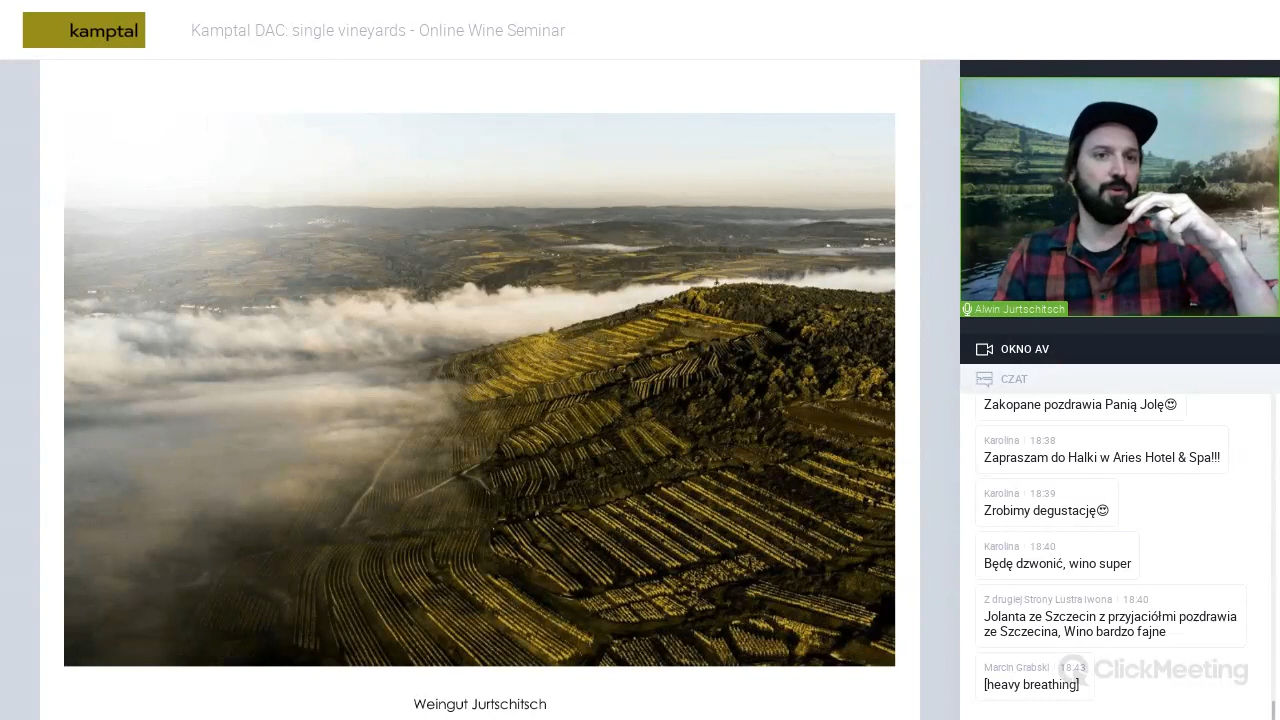 kamptal
Kamptal DAC: single vineyards - Online Wine Seminar
Weingut Jurtschitsch
Alwin Jurtschitsch
OKNO AV
CZAT
Zakopane pozdrawia Panią Jolę😍
Karolina 18:38
Zapraszam do Halki w Aries Hotel & Spa!!!
Karolina 18:39
Zrobimy degustację😍
Karolina 18:40
Będę dzwonić, wino super
Z drugiej Strony Lustra Iwona 18:40
Jolanta ze Szczecin z przyjaciółmi pozdrawia
ze Szczecina, Wino bardzo fajne
Marcin Grabski 18:43
[heavy breathing]
ClickMeeting